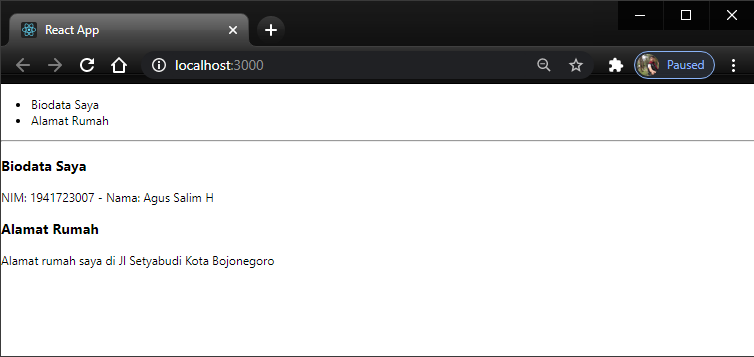 React App
localhost:3000
Paused
Biodata Saya
Alamat Rumah
Biodata Saya
NIM: 1941723007 - Nama: Agus Salim H
Alamat Rumah
Alamat rumah saya di Jl Setyabudi Kota Bojonegoro